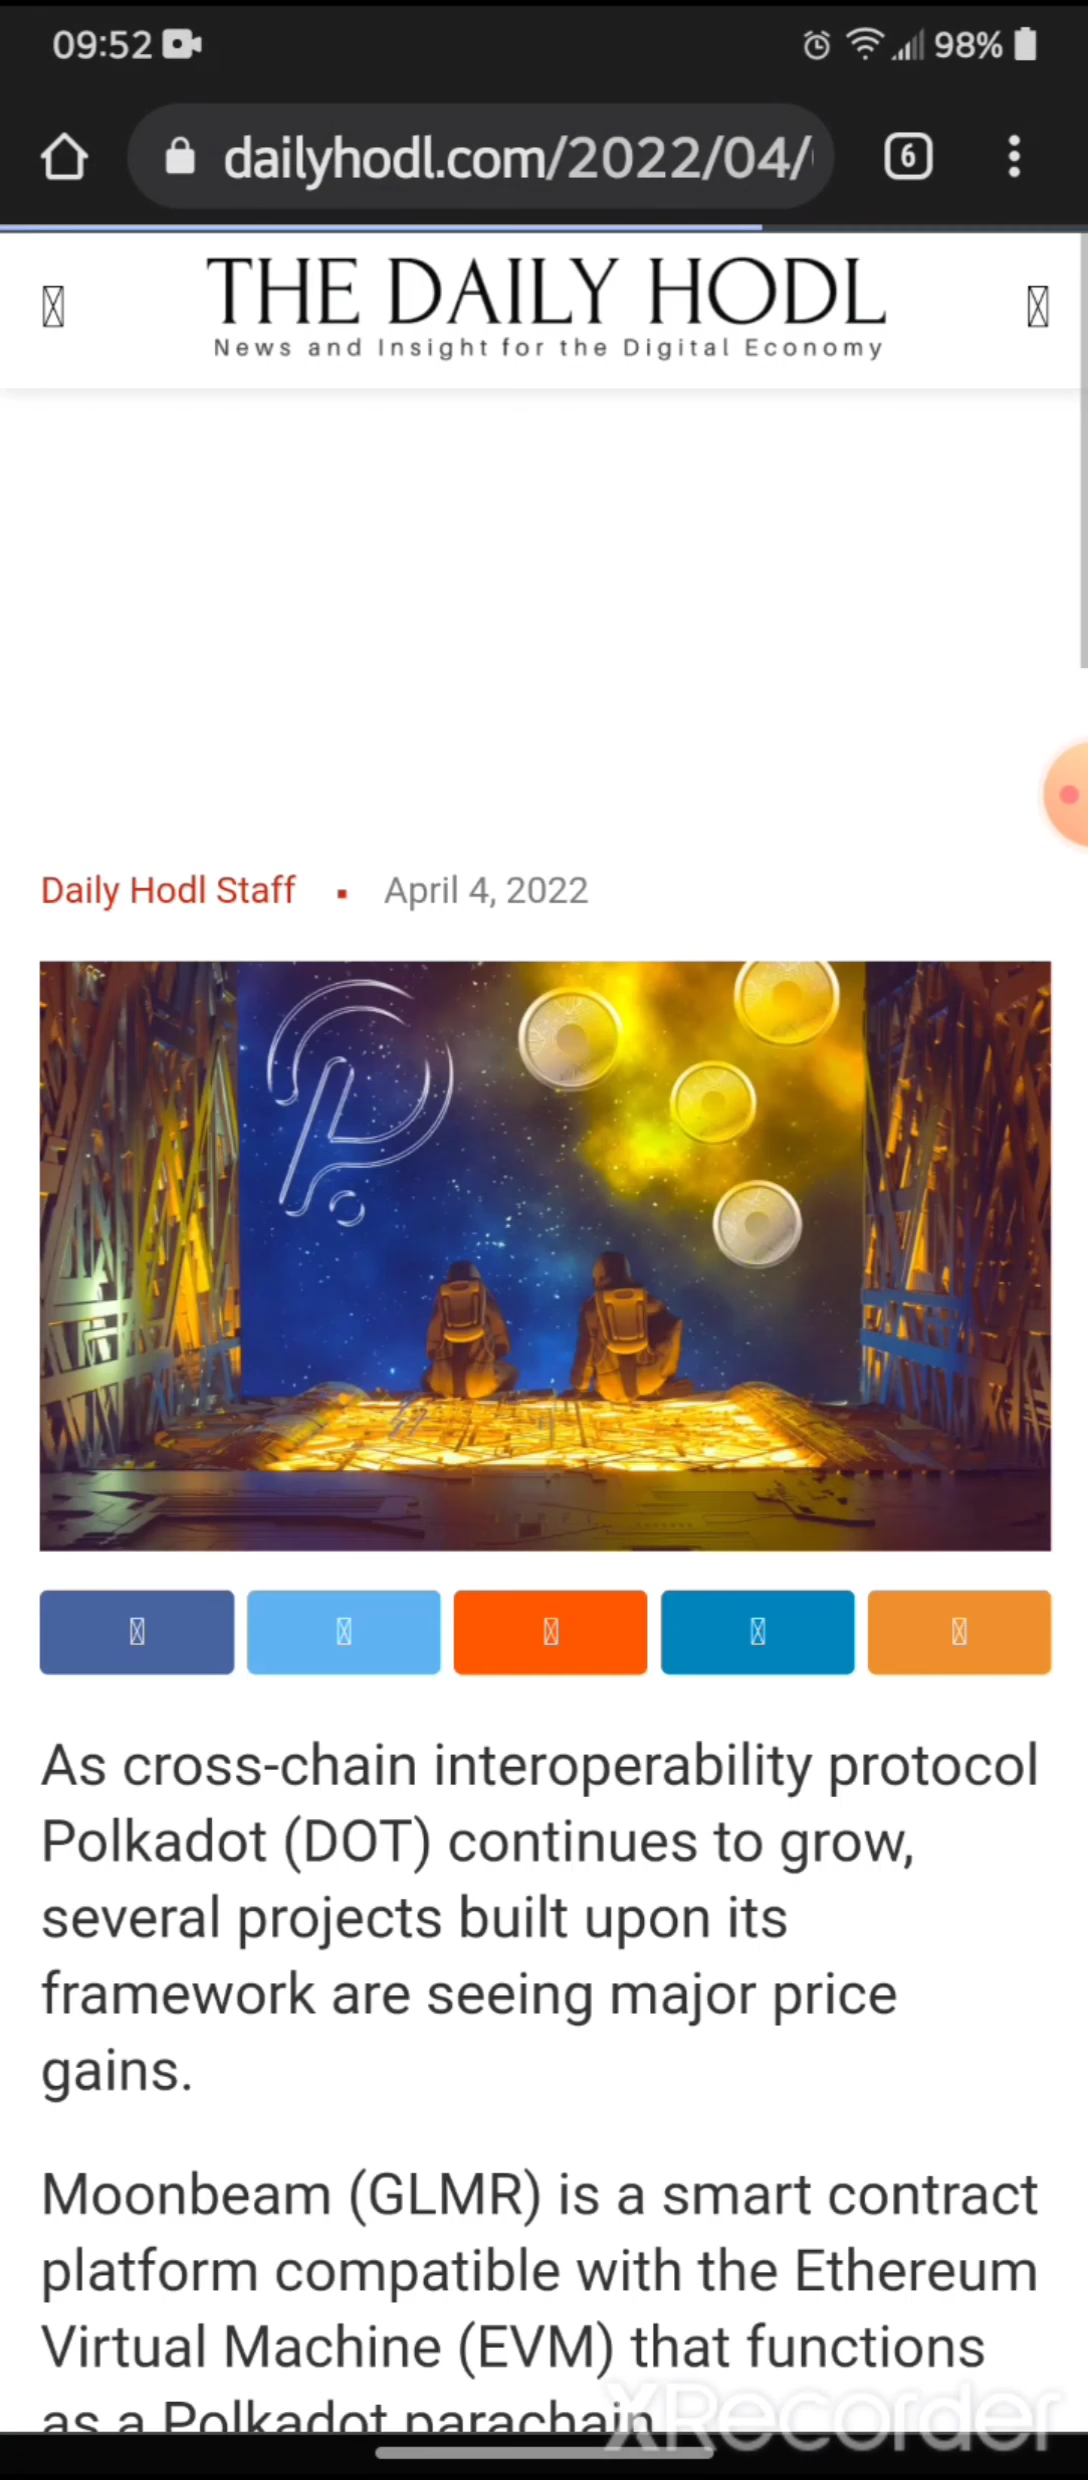 09:52
98%
dailyhodl.com/2022/04/
6
THE DAILY HODL
News and Insight for the Digital Economy
Daily Hodl Staff ▪ April 4, 2022
As cross-chain interoperability protocol
Polkadot (DOT) continues to grow,
several projects built upon its
framework are seeing major price
gains.
Moonbeam (GLMR) is a smart contract
platform compatible with the Ethereum
Virtual Machine (EVM) that functions
as a Polkadot parachain
XRecorder